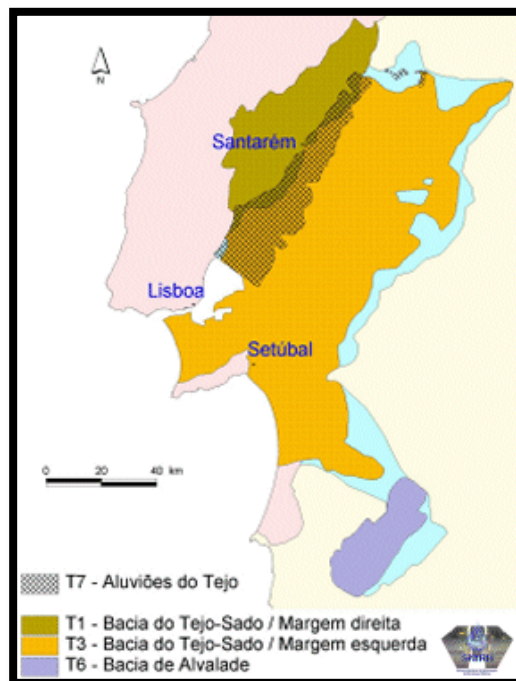 N
Santarém
Lisboa
Setúbal
0 20 40 km
T7 - Aluviões do Tejo
T1 - Bacia do Tejo-Sado / Margem direita
T3 - Bacia do Tejo-Sado / Margem esquerda
T6 - Bacia de Alvalade